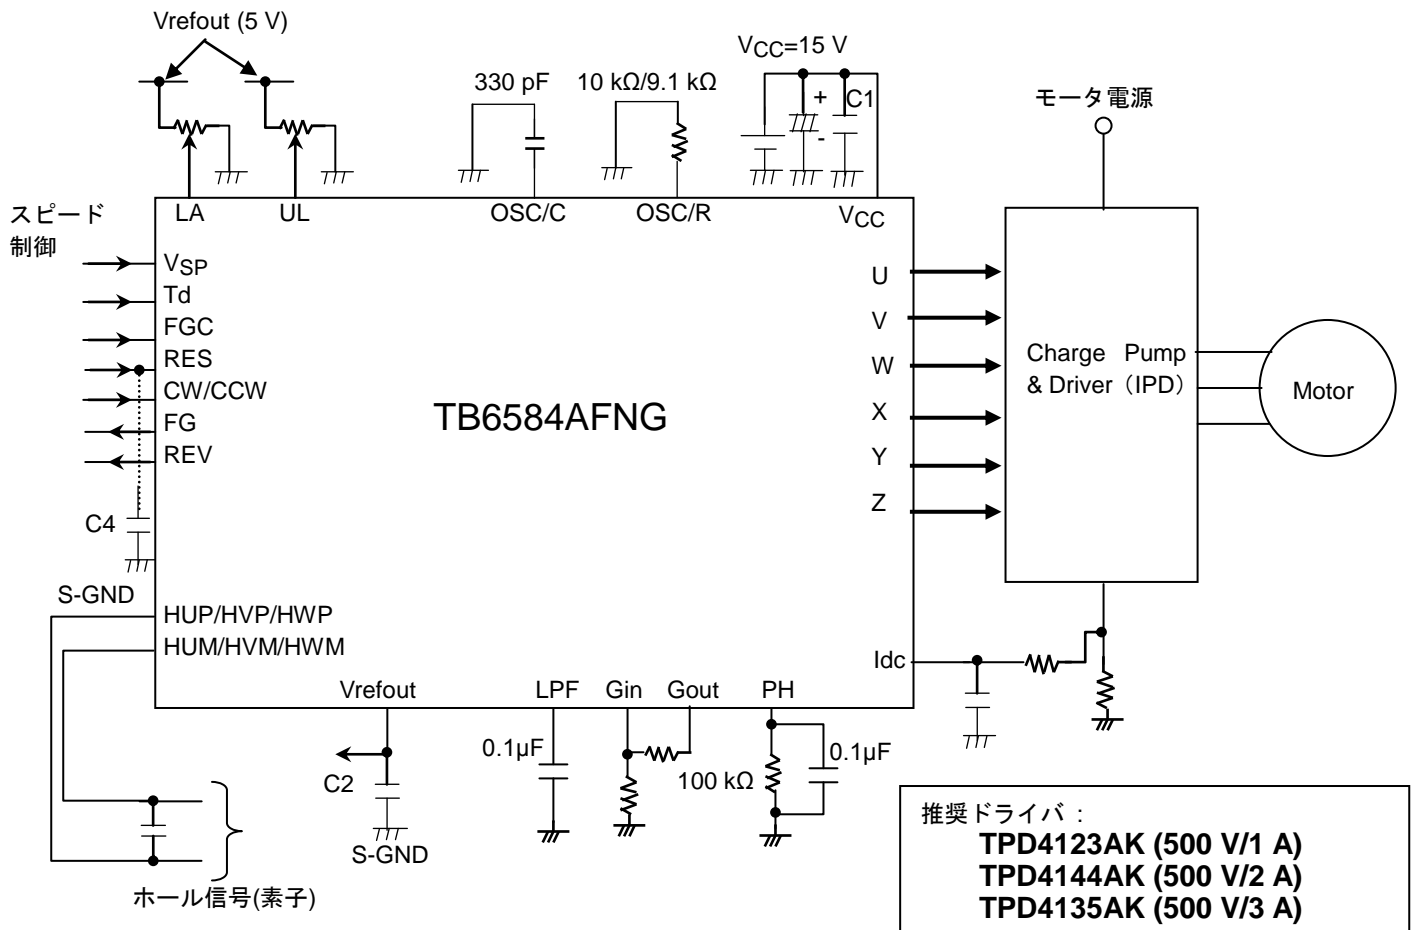 Vrefout (5 V)
VCC=15 V
330 pF
10 kΩ/9.1 kΩ
+
C1
-
モータ電源
スピード
制御
LA
UL
OSC/C
OSC/R
VCC
VSP
Td
FGC
RES
CW/CCW
FG
REV
C4
TB6584AFNG
U
V
W
X
Y
Z
Charge Pump
& Driver（IPD）
Motor
S-GND
HUP/HVP/HWP
HUM/HVM/HWM
Idc
Vrefout
LPF
Gin
Gout
PH
C2
0.1μF
100 kΩ
0.1μF
S-GND
ホール信号(素子)
推奨ドライバ :
TPD4123AK (500 V/1 A)
TPD4144AK (500 V/2 A)
TPD4135AK (500 V/3 A)